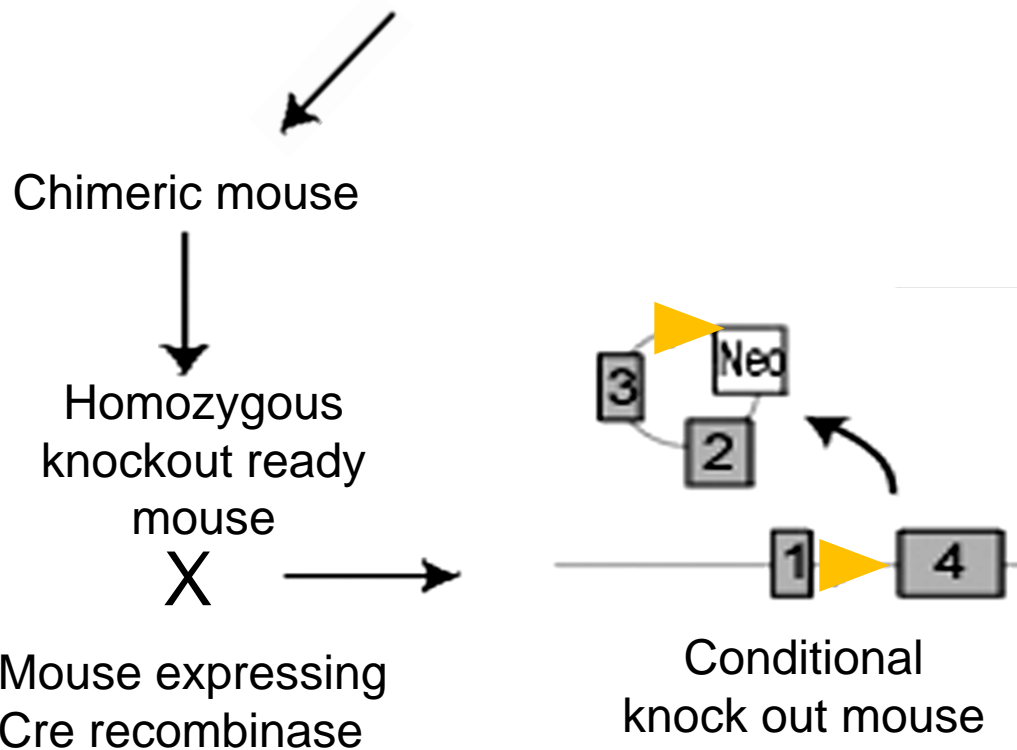 Chimeric mouse
Homozygous
knockout ready
mouse
X
Mouse expressing
Cre recombinase
Neo
3
2
1
4
Conditional
knock out mouse